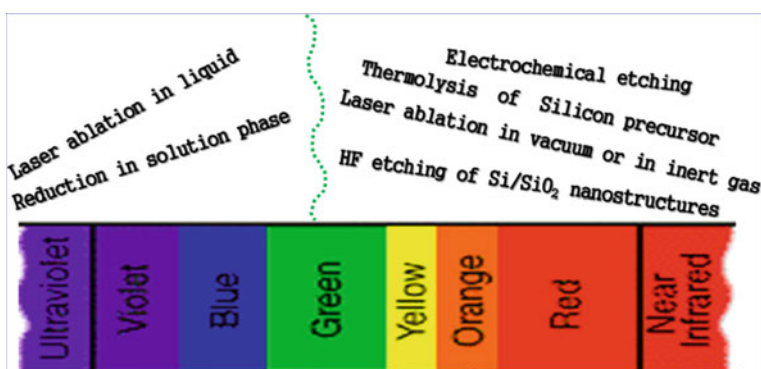 Laser ablation in liquid
Reduction in solution phase
Electrochemical etching
Thermolysis of Silicon precursor
Laser ablation in vacuum or in inert gas
HF etching of Si/SiO₂ nanostructures
Ultraviolet
Violet
Blue
Green
Yellow
Orange
Red
Near
Infrared